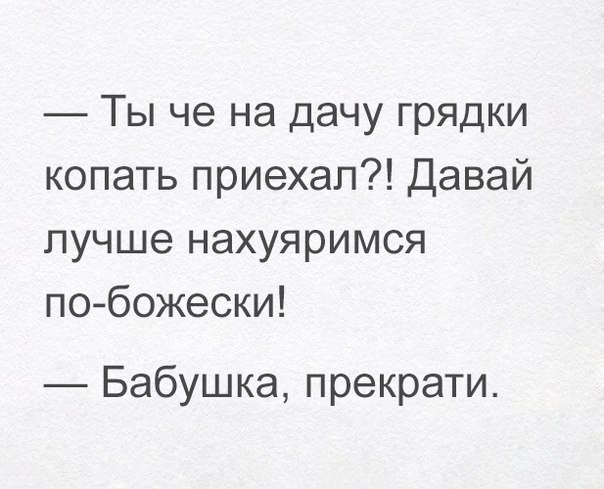 — Ты че на дачу грядки
копать приехал?! Давай
лучше нахуяримся
по-божески!
— Бабушка, прекрати.